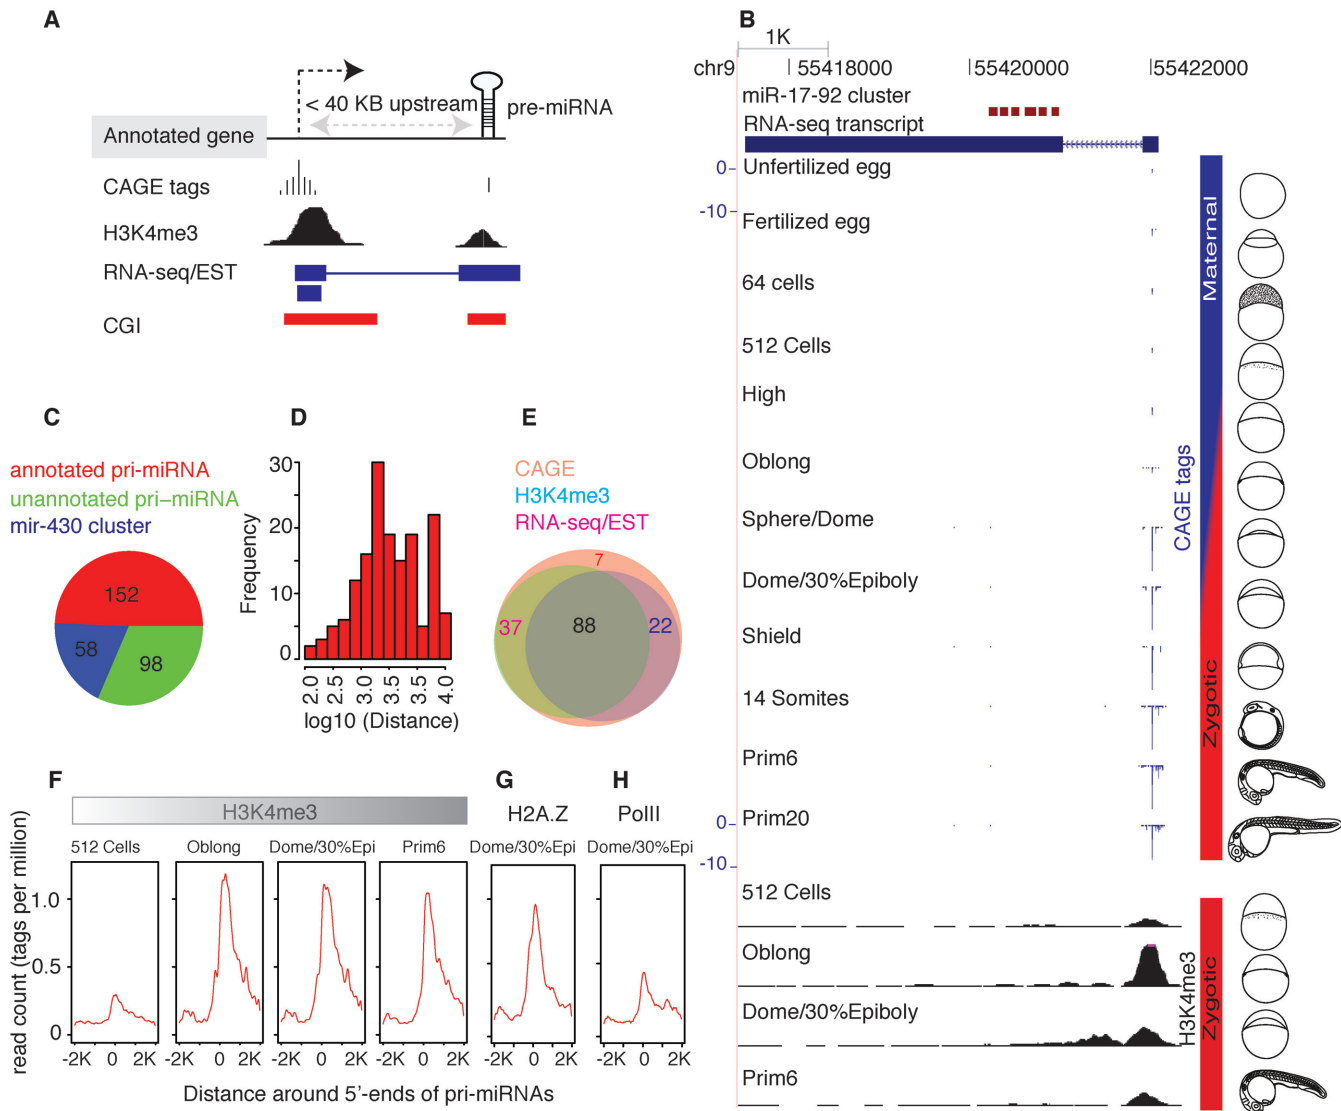 A
< 40 KB upstream
pre-miRNA
Annotated gene
CAGE tags
H3K4me3
RNA-seq/EST
CGI
B
1K
chr9
55418000
55420000
55422000
miR-17-92 cluster
RNA-seq transcript
0
-10
Unfertilized egg
Fertilized egg
64 cells
512 Cells
High
Oblong
Sphere/Dome
Dome/30%Epiboly
Shield
14 Somites
Prim6
Prim20
0
-10
CAGE tags
Maternal
Zygotic
512 Cells
Oblong
Dome/30%Epiboly
Prim6
H3K4me3
Zygotic
C
annotated pri-miRNA
unannotated pri-miRNA
mir-430 cluster
152
58
98
D
Frequency
30
20
10
0
2.0
2.5
3.0
3.5
3.5
4.0
log10 (Distance)
E
CAGE
H3K4me3
RNA-seq/EST
7
37
88
22
F
H3K4me3
G
H2A.Z
H
PolII
512 Cells
Oblong
Dome/30%Epi
Prim6
Dome/30%Epi
Dome/30%Epi
read count (tags per million)
1.0
0.5
0
-2K 0 2K
-2K 0 2K
-2K 0 2K
-2K 0 2K
-2K 0 2K
-2K 0 2K
Distance around 5'-ends of pri-miRNAs